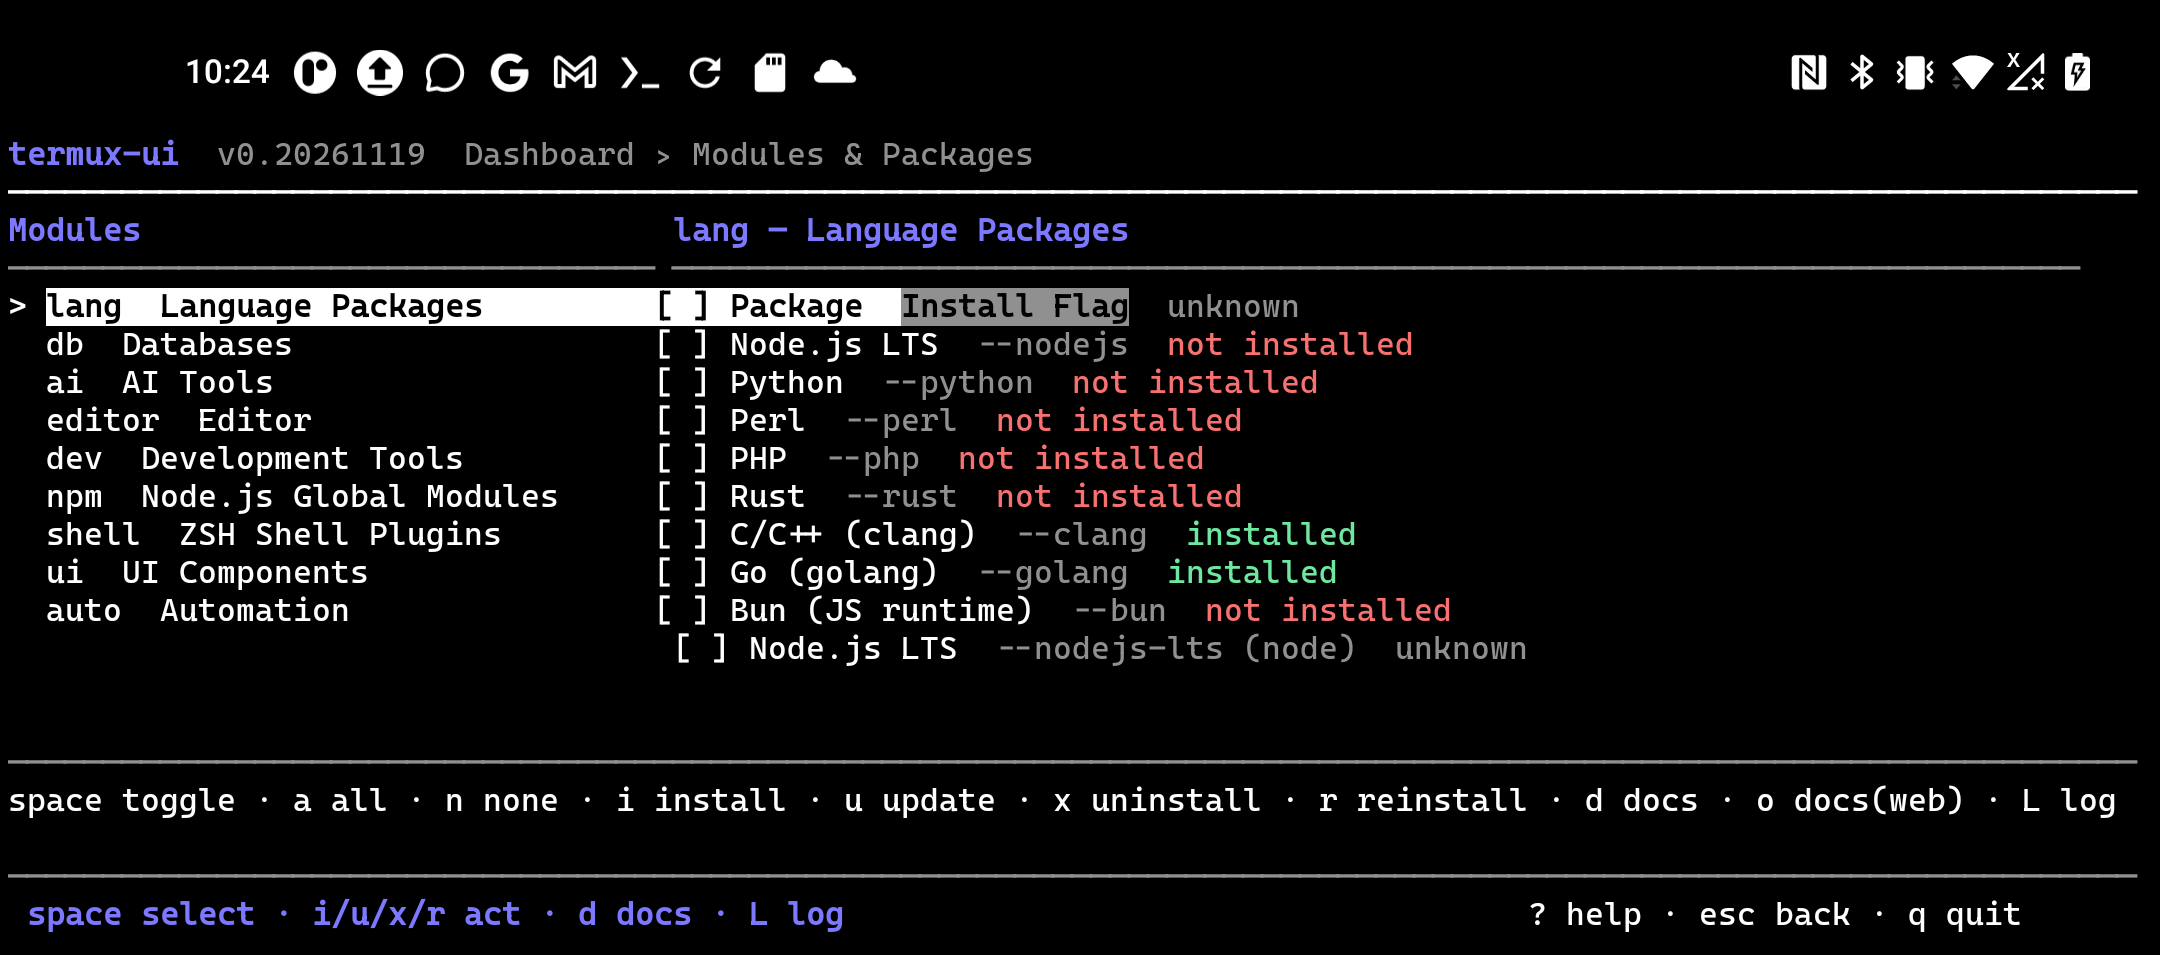 10:24
termux-ui  v0.20261119  Dashboard > Modules & Packages
Modules  lang — Language Packages
> lang  Language Packages  [ ] Package  Install Flag  unknown
db  Databases  [ ] Node.js LTS  --nodejs  not installed
ai  AI Tools  [ ] Python  --python  not installed
editor  Editor  [ ] Perl  --perl  not installed
dev  Development Tools  [ ] PHP  --php  not installed
npm  Node.js Global Modules  [ ] Rust  --rust  not installed
shell  ZSH Shell Plugins  [ ] C/C++ (clang)  --clang  installed
ui  UI Components  [ ] Go (golang)  --golang  installed
auto  Automation  [ ] Bun (JS runtime)  --bun  not installed
[ ] Node.js LTS  --nodejs-lts (node)  unknown
space toggle · a all · n none · i install · u update · x uninstall · r reinstall · d docs · o docs(web) · L log
space select · i/u/x/r act · d docs · L log  ? help · esc back · q quit